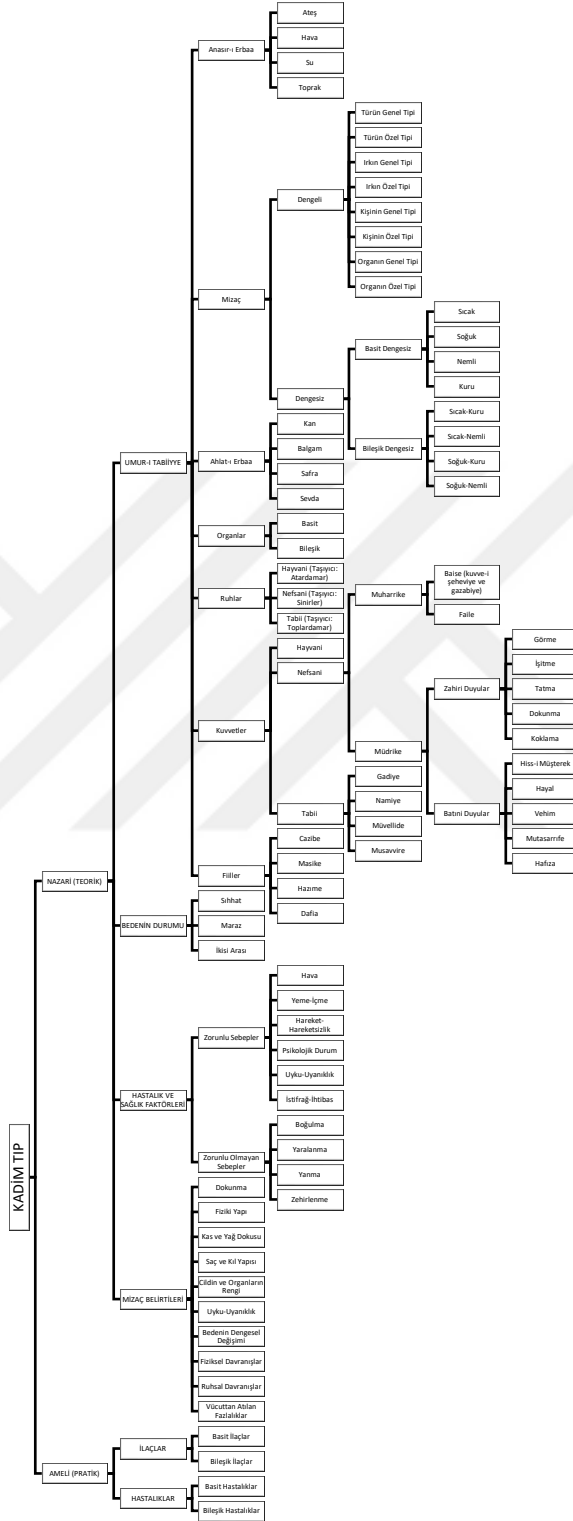 KADİM TIP
NAZARİ (TEORİK)
UMUR-I TABİİYYE
Anasır-ı Erbaa
Ateş
Hava
Su
Toprak
Mizaç
Dengeli
Türün Genel Tipi
Türün Özel Tipi
Irkın Genel Tipi
Irkın Özel Tipi
Kişinin Genel Tipi
Kişinin Özel Tipi
Organın Genel Tipi
Organın Özel Tipi
Dengesiz
Basit Dengesiz
Sıcak
Soğuk
Nemli
Kuru
Bileşik Dengesiz
Sıcak-Kuru
Sıcak-Nemli
Soğuk-Kuru
Soğuk-Nemli
Ahlat-ı Erbaa
Kan
Balgam
Safra
Sevda
Organlar
Basit
Bileşik
Ruhlar
Hayvani (Taşıyıcı:
Atardamar)
Nefsani (Taşıyıcı:
Sinirler)
Tabii (Taşıyıcı:
Toplardamar)
Kuvvetler
Hayvani
Nefsani
Muharrike
Baise (kuvve-i
şeheviye ve
gazabiye)
Faile
Müdrike
Zahiri Duyular
Görme
İşitme
Tatma
Dokunma
Koklama
Batıni Duyular
Hiss-i Müşterek
Hayal
Vehim
Mutasarrıfe
Hafıza
Tabii
Gadiye
Namiye
Müvellide
Musavvire
Fiiller
Cazibe
Masike
Hazıme
Dafia
BEDENİN DURUMU
Sıhhat
Maraz
İkisi Arası
HASTALIK VE
SAĞLIK FAKTÖRLERİ
Zorunlu Sebepler
Hava
Yeme-İçme
Hareket-
Hareketsizlik
Psikolojik Durum
Uyku-Uyanıklık
İstifrağ-İhtibas
Zorunlu Olmayan
Sebepler
Boğulma
Yaralanma
Yanma
Zehirlenme
MİZAÇ BELİRTİLERİ
Dokunma
Fiziki Yapı
Kas ve Yağ Dokusu
Saç ve Kıl Yapısı
Cildin ve Organların
Rengi
Uyku-Uyanıklık
Bedenin Dengesel
Değişimi
Fiziksel Davranışlar
Ruhsal Davranışlar
Vücuttan Atılan
Fazlalıklar
AMELİ (PRATİK)
İLAÇLAR
Basit İlaçlar
Bileşik İlaçlar
HASTALIKLAR
Basit Hastalıklar
Bileşik Hastalıklar